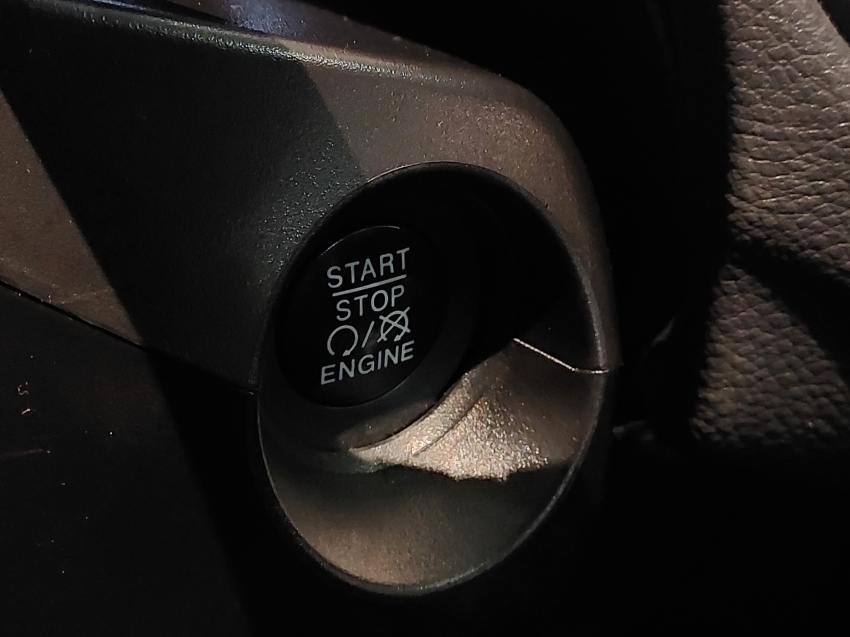 START
STOP
/
ENGINE